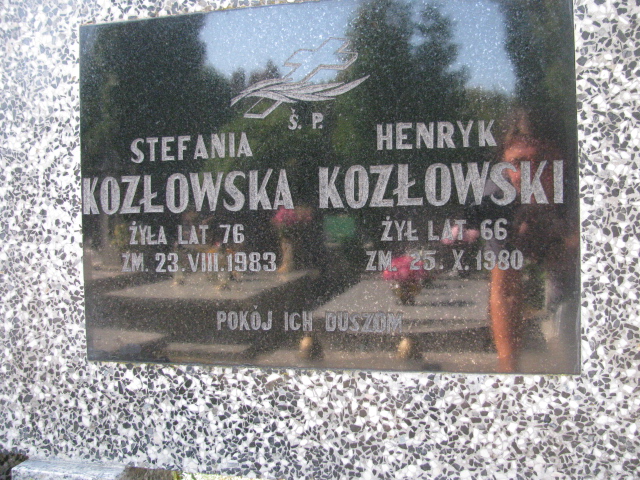 Ś. P.
STEFANIA
KOZŁOWSKA
ŻYŁA LAT 76
ZM. 23.VIII.1983
HENRYK
KOZŁOWSKI
ŻYŁ LAT 66
ZM. 25. X. 1980
POKÓJ ICH DUSZOM